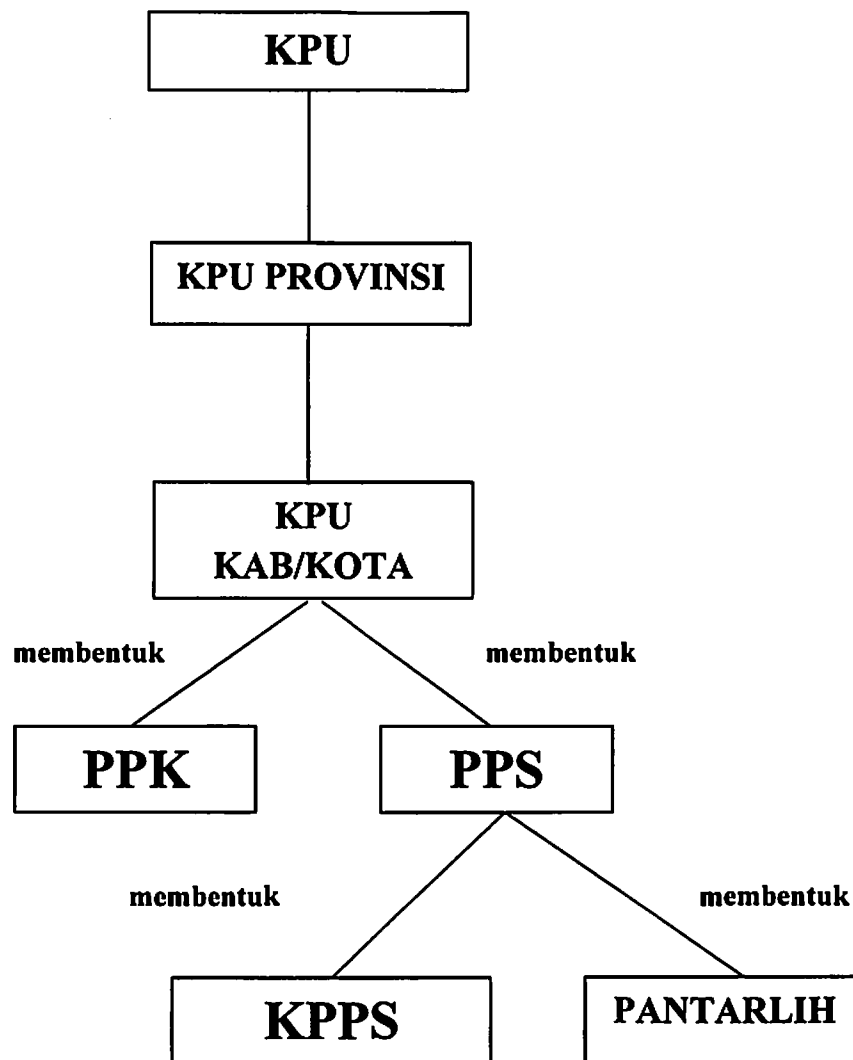 KPU
KPU PROVINSI
KPU
KAB/KOTA
membentuk
membentuk
PPK
PPS
membentuk
membentuk
KPPS
PANTARLIH